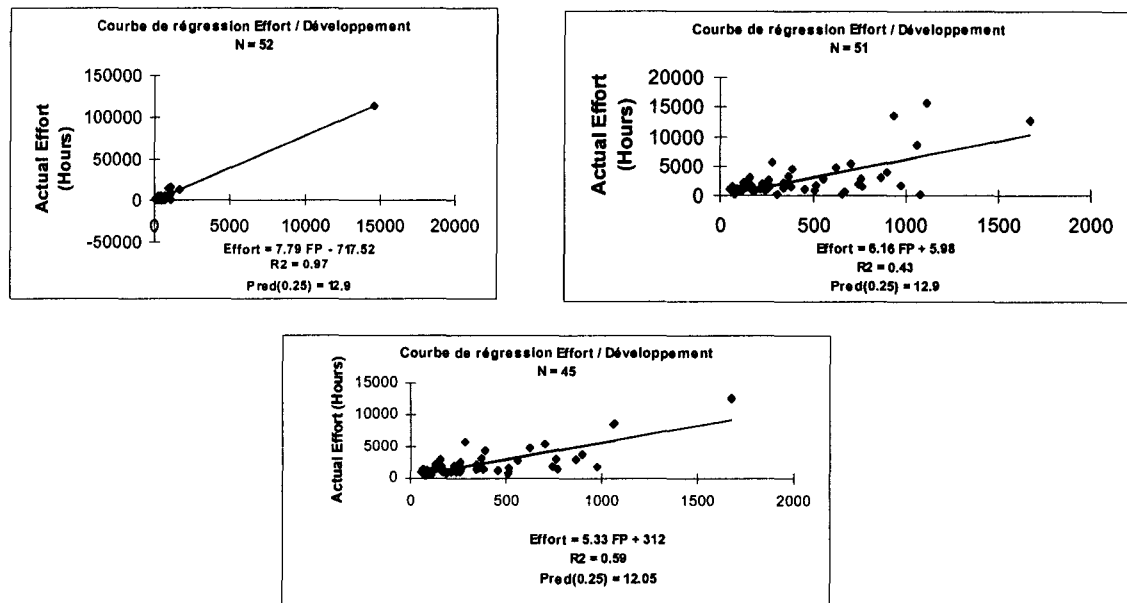 Courbe de régression Effort / Développement
N = 52
Actual Effort
(Hours)
150000
100000
50000
0
-50000
0
5000
10000
15000
20000
Effort = 7.79 FP - 717.52
R2 = 0.97
Pred(0.25) = 12.9
Courbe de régression Effort / Développement
N = 51
Actual Effort
(Hours)
20000
15000
10000
5000
0
0
500
1000
1500
2000
Effort = 6.16 FP + 5.98
R2 = 0.43
Pred(0.25) = 12.9
Courbe de régression Effort / Développement
N = 45
Actual Effort (Hours)
15000
10000
5000
0
0
500
1000
1500
2000
Effort = 5.33 FP + 312
R2 = 0.59
Pred(0.25) = 12.05